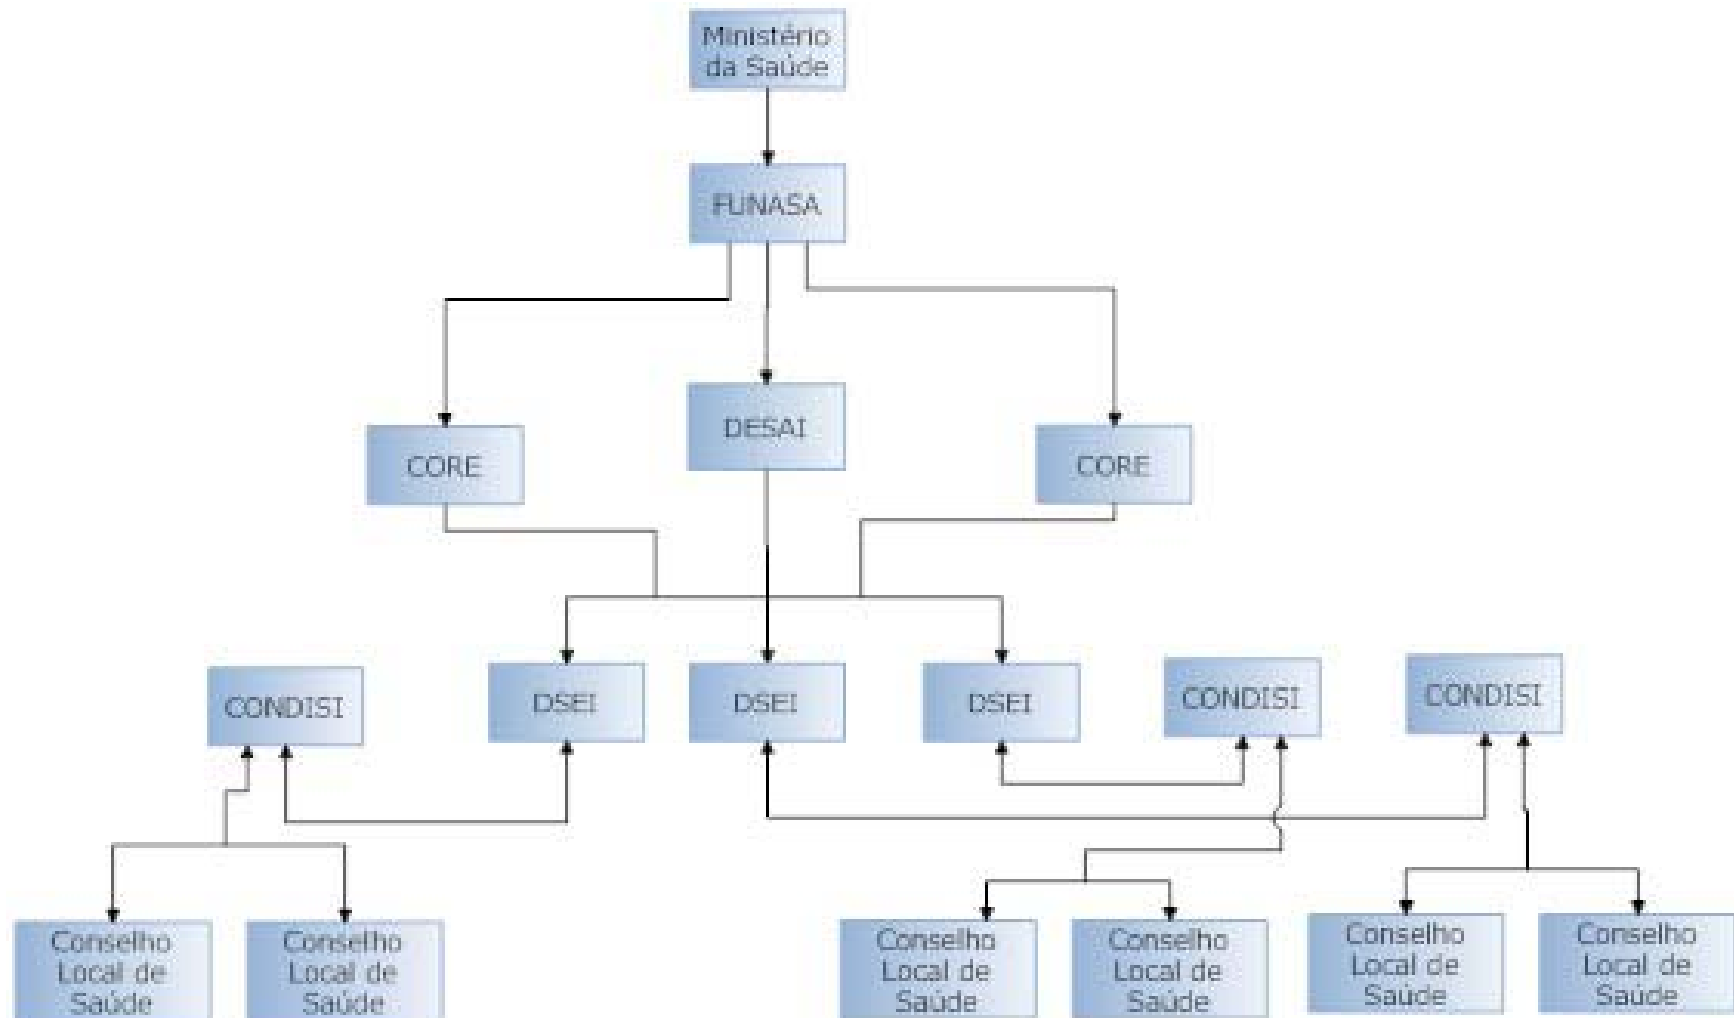 Ministério
da Saúde
FUNASA
DESAI
CORE
CORE
CONDISI
DSEI
DSEI
DSEI
CONDISI
CONDISI
Conselho
Local de
Saúde
Conselho
Local de
Saúde
Conselho
Local de
Saúde
Conselho
Local de
Saúde
Conselho
Local de
Saúde
Conselho
Local de
Saúde